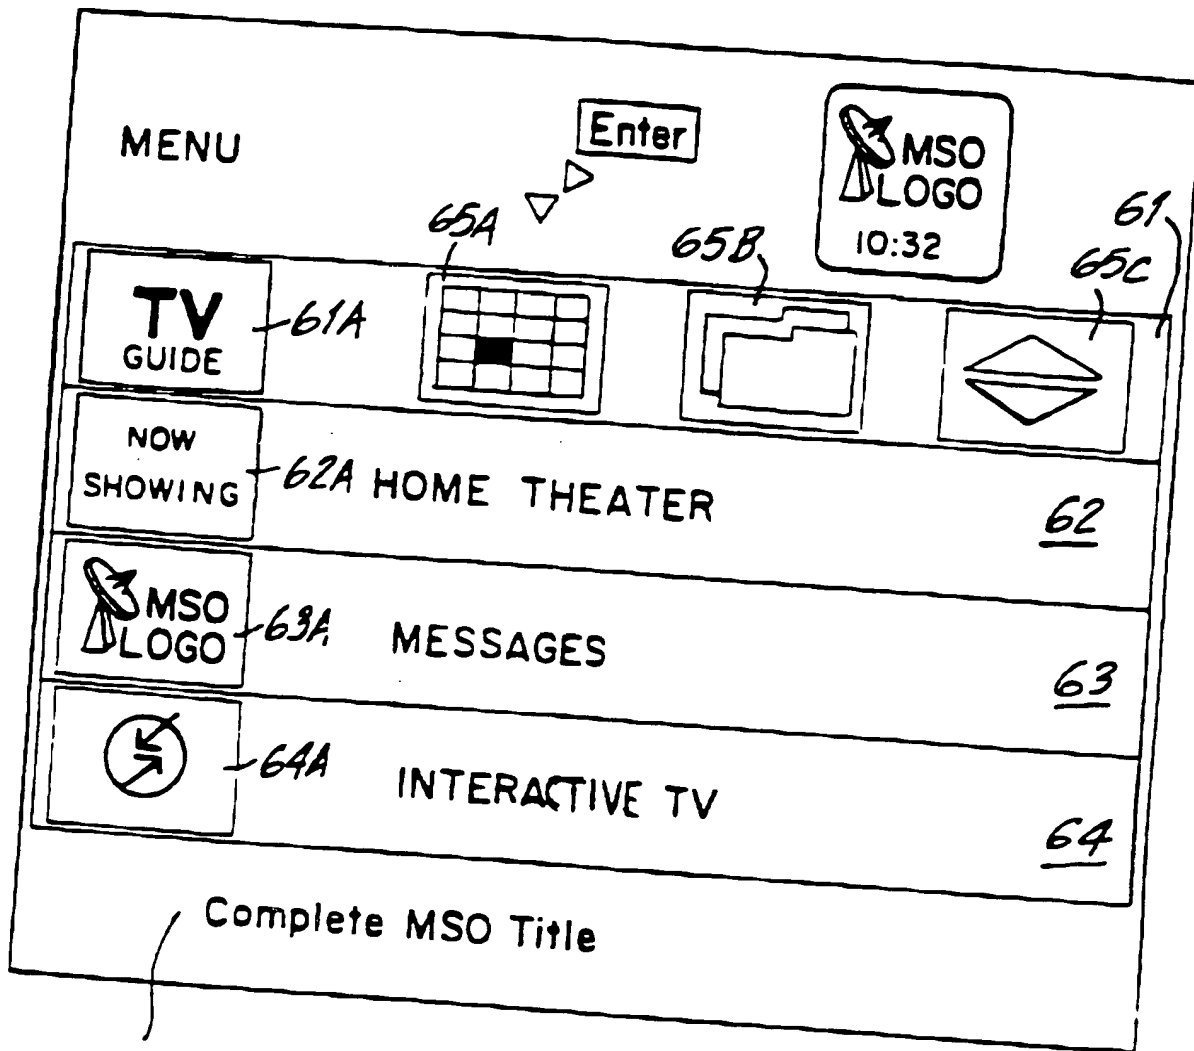 MENU
Enter
MSO
LOGO
10:32
61
65A
65B
65C
TV
GUIDE
61A
NOW
SHOWING
62A
HOME THEATER
62
MSO
LOGO
63A
MESSAGES
63
64A
INTERACTIVE TV
64
Complete MSO Title